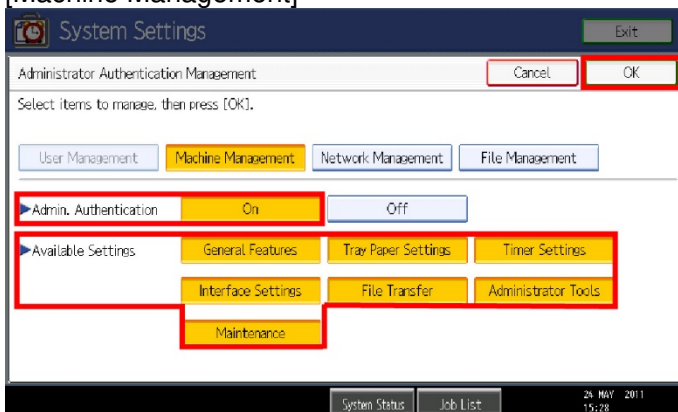 [Machine Management]
System Settings
Exit
Administrator Authentication Management
Cancel
OK
Select items to manage, then press [OK].
User Management
Machine Management
Network Management
File Management
▶Admin. Authentication
On
Off
▶Available Settings
General Features
Tray Paper Settings
Timer Settings
Interface Settings
File Transfer
Administrator Tools
Maintenance
System Status
Job List
24 MAY 2011
15:28